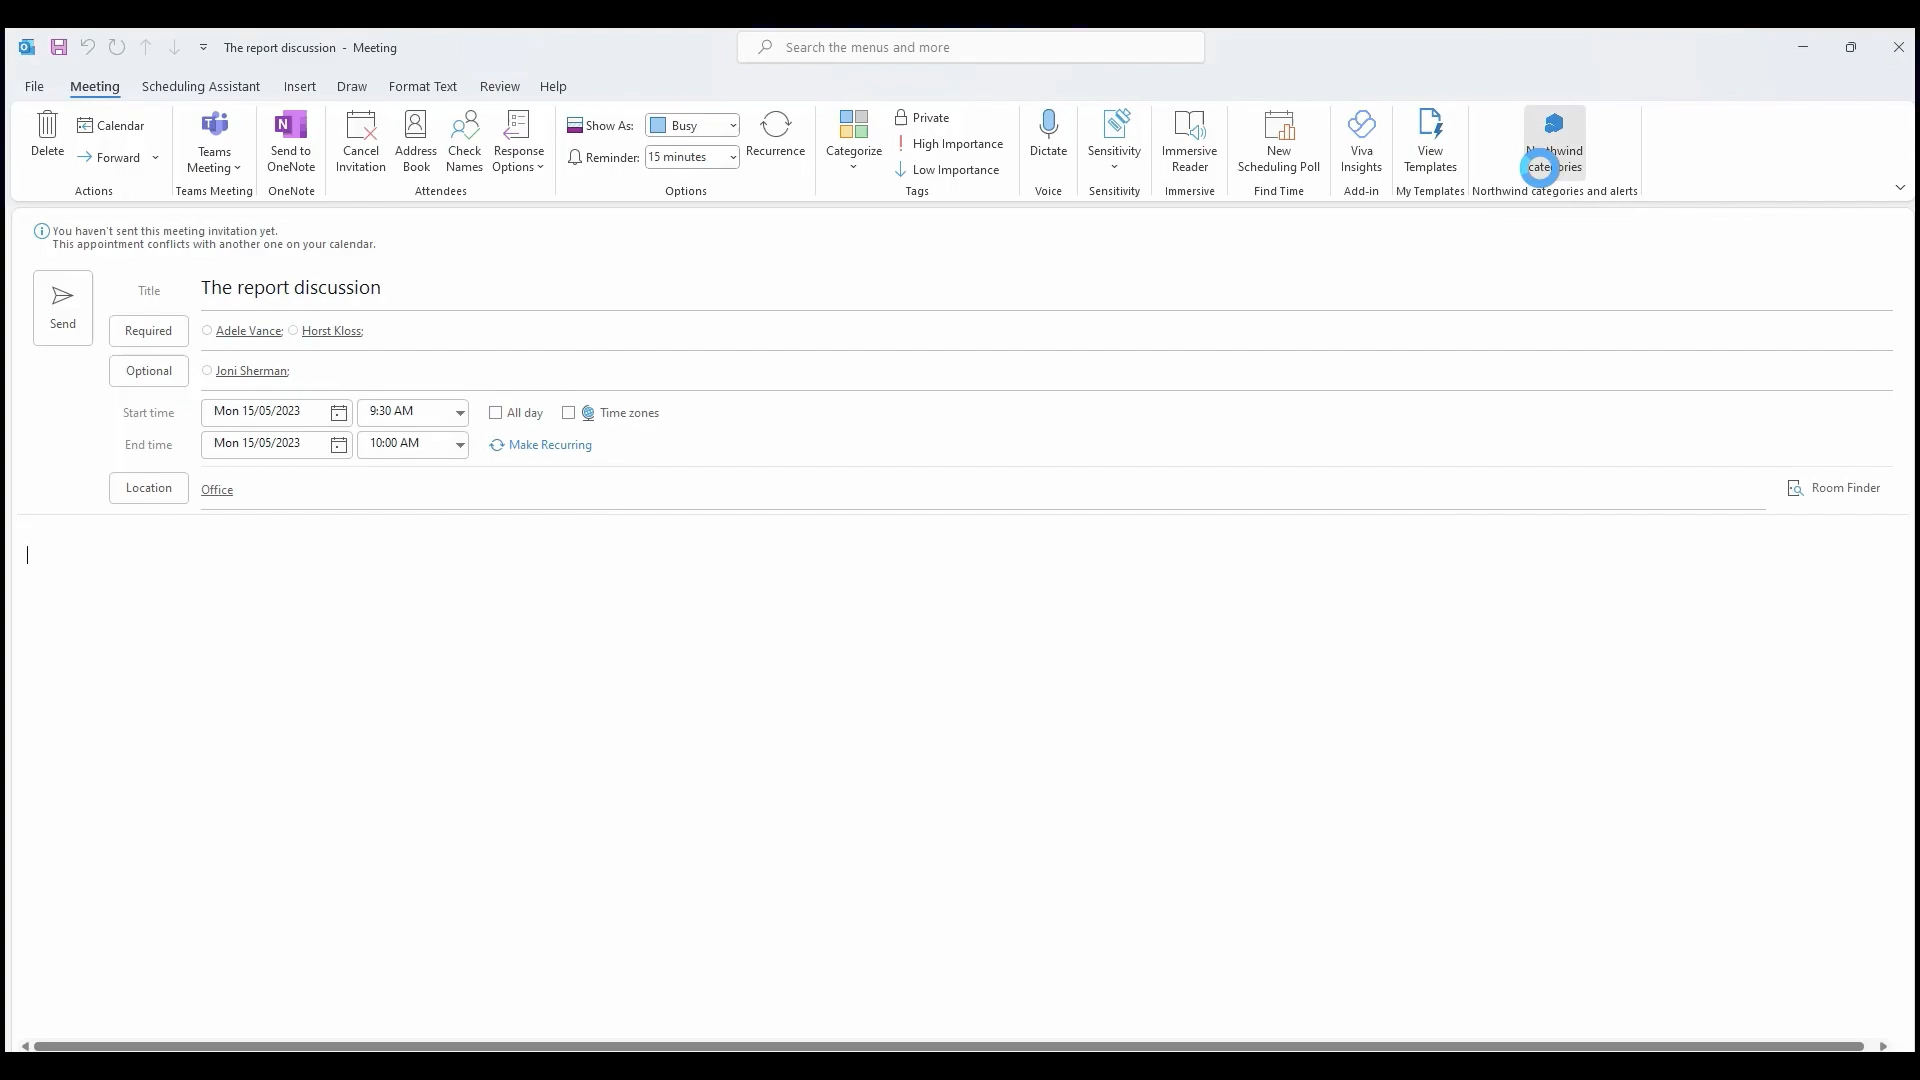 The report discussion - Meeting
Search the menus and more
File Meeting Scheduling Assistant Insert Draw Format Text Review Help
Delete
Calendar
Forward
Actions
Teams
Meeting
Teams Meeting
Send to
OneNote
OneNote
Cancel
Invitation
Address
Book
Check
Names
Response
Options
Attendees
Show As: Busy
Reminder: 15 minutes
Recurrence
Options
Categorize
Private
High Importance
Low Importance
Tags
Dictate
Voice
Sensitivity
Sensitivity
Immersive
Reader
Immersive
New
Scheduling Poll
Find Time
Viva
Insights
Add-in
View
Templates
My Templates
Northwind
categories
Northwind categories and alerts
You haven't sent this meeting invitation yet.
This appointment conflicts with another one on your calendar.
Send
Title The report discussion
Required Adele Vance; Horst Kloss;
Optional Joni Sherman;
Start time Mon 15/05/2023 9:30 AM All day Time zones
End time Mon 15/05/2023 10:00 AM Make Recurring
Location Office Room Finder